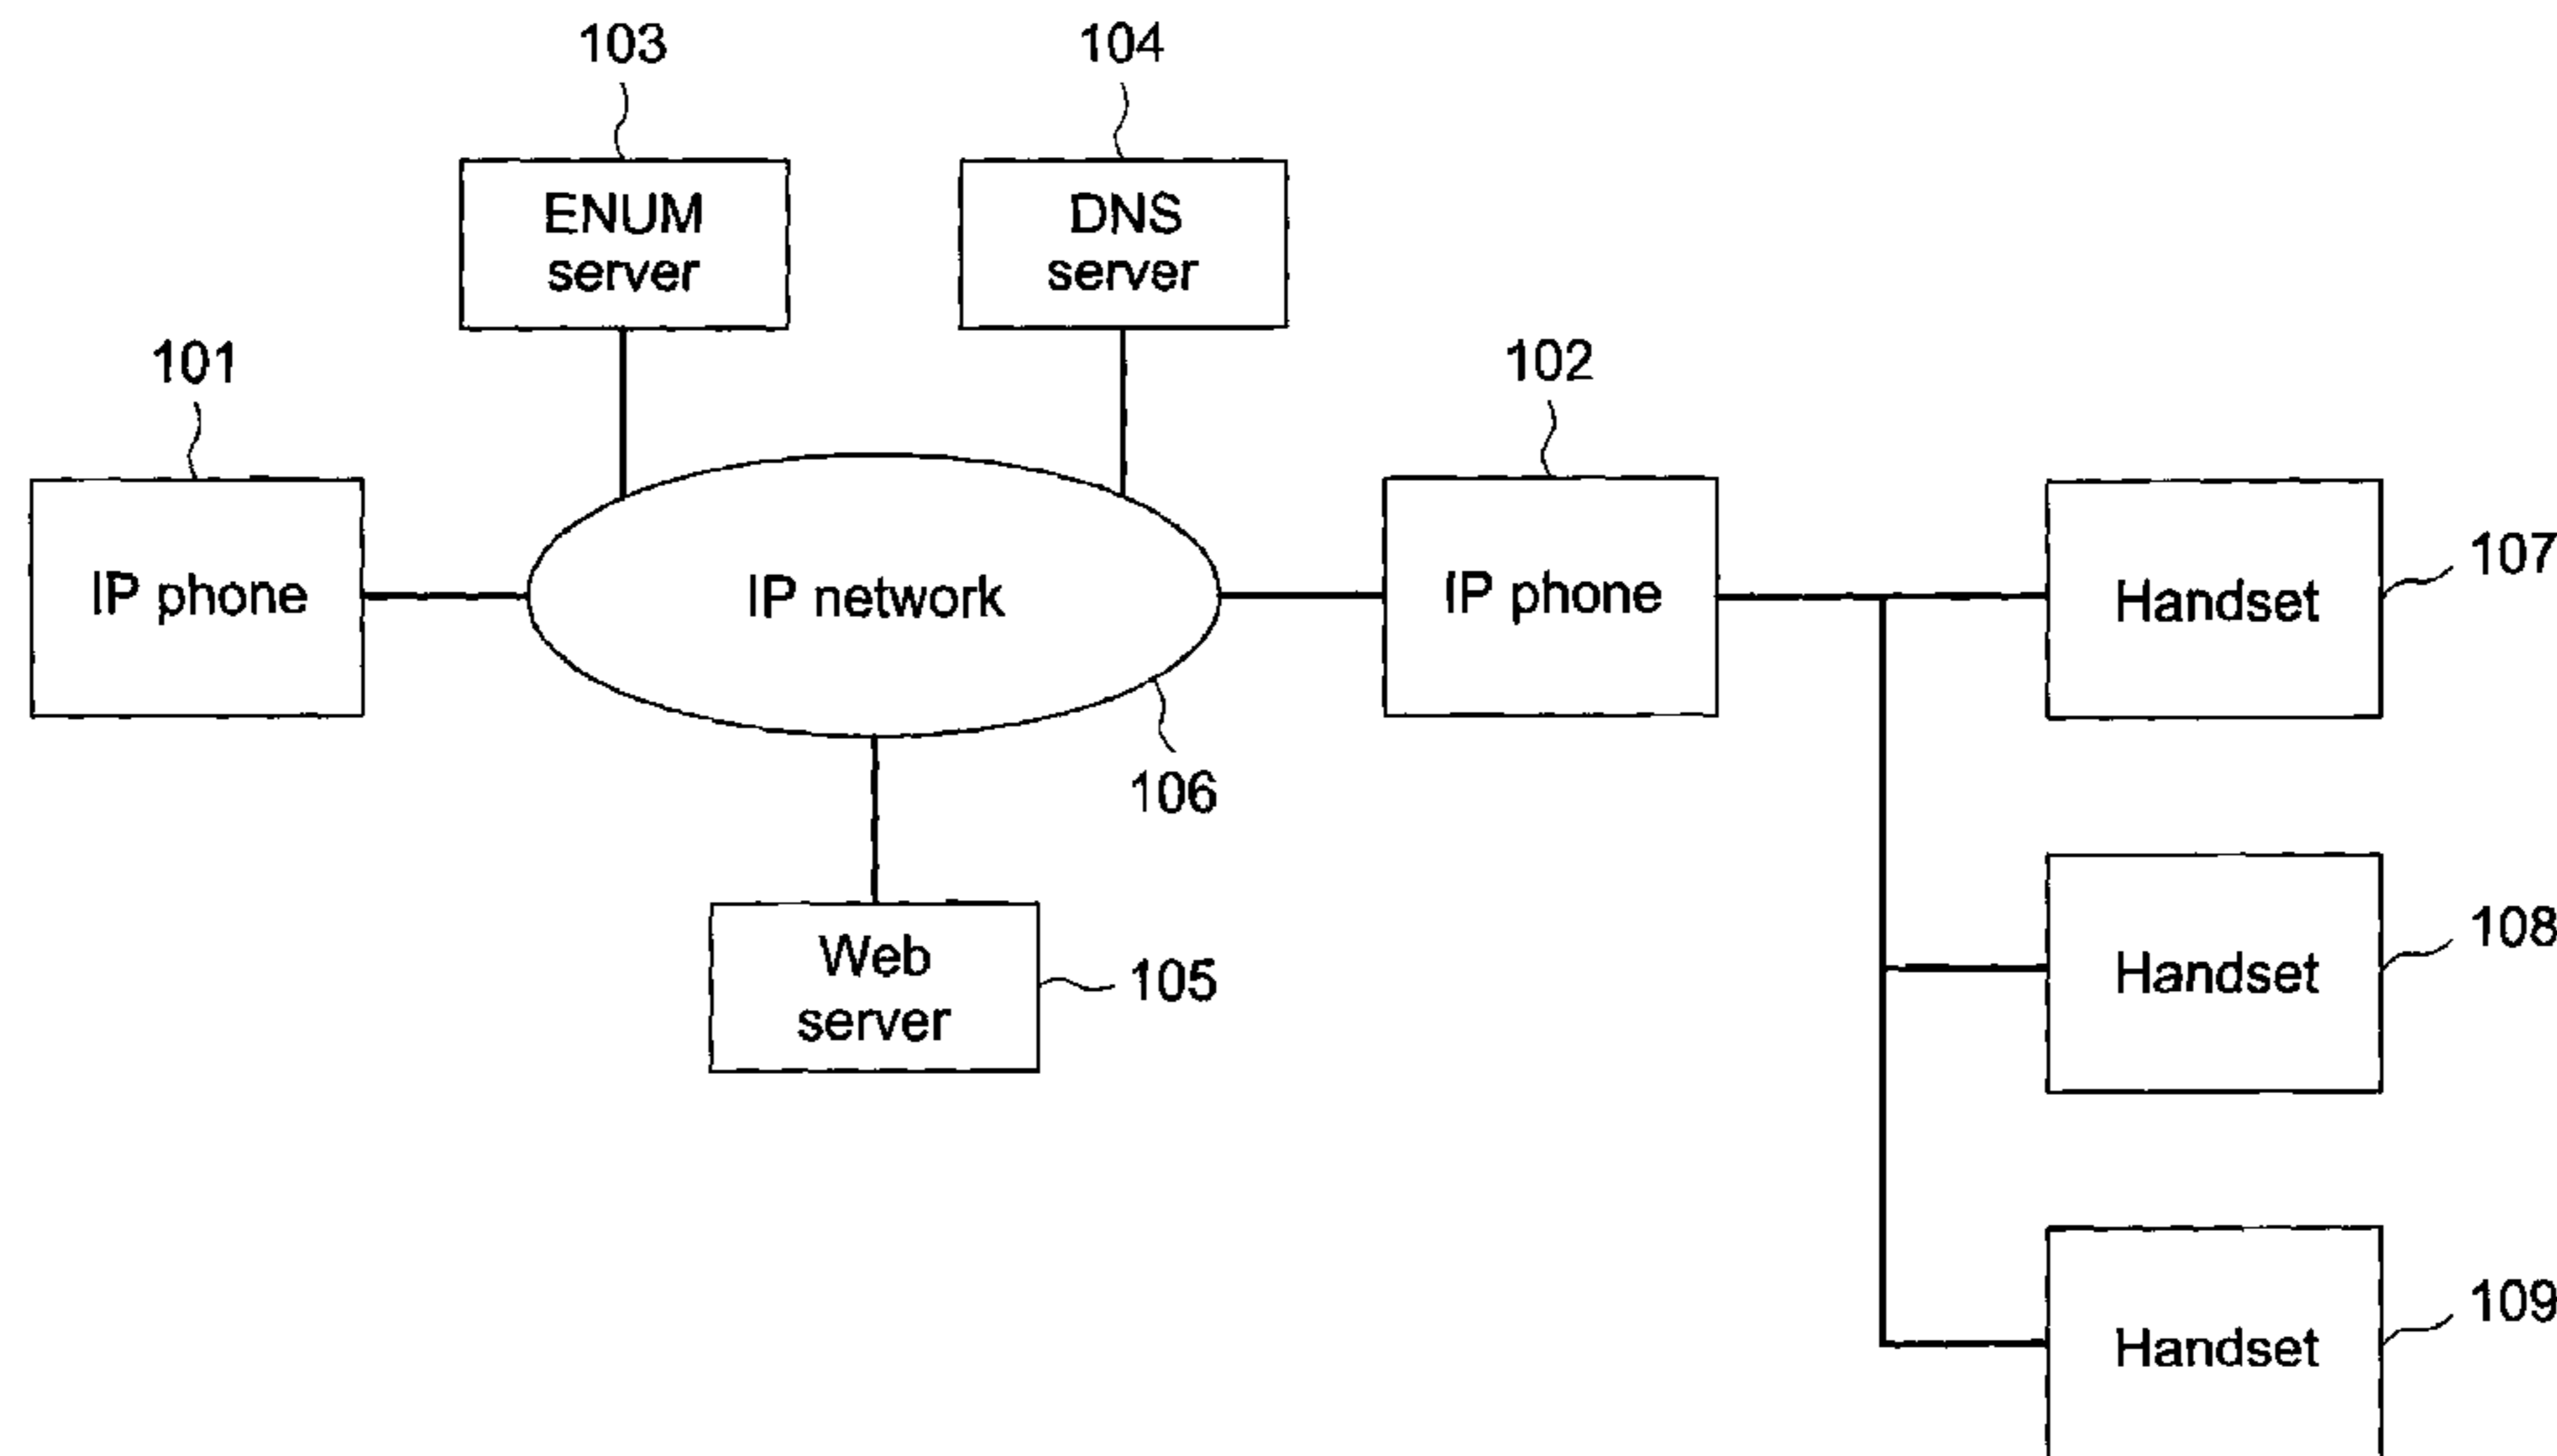 103
104
ENUM
server
DNS
server
101
102
IP phone
IP network
IP phone
Handset
107
106
Web
server
105
Handset
108
Handset
109